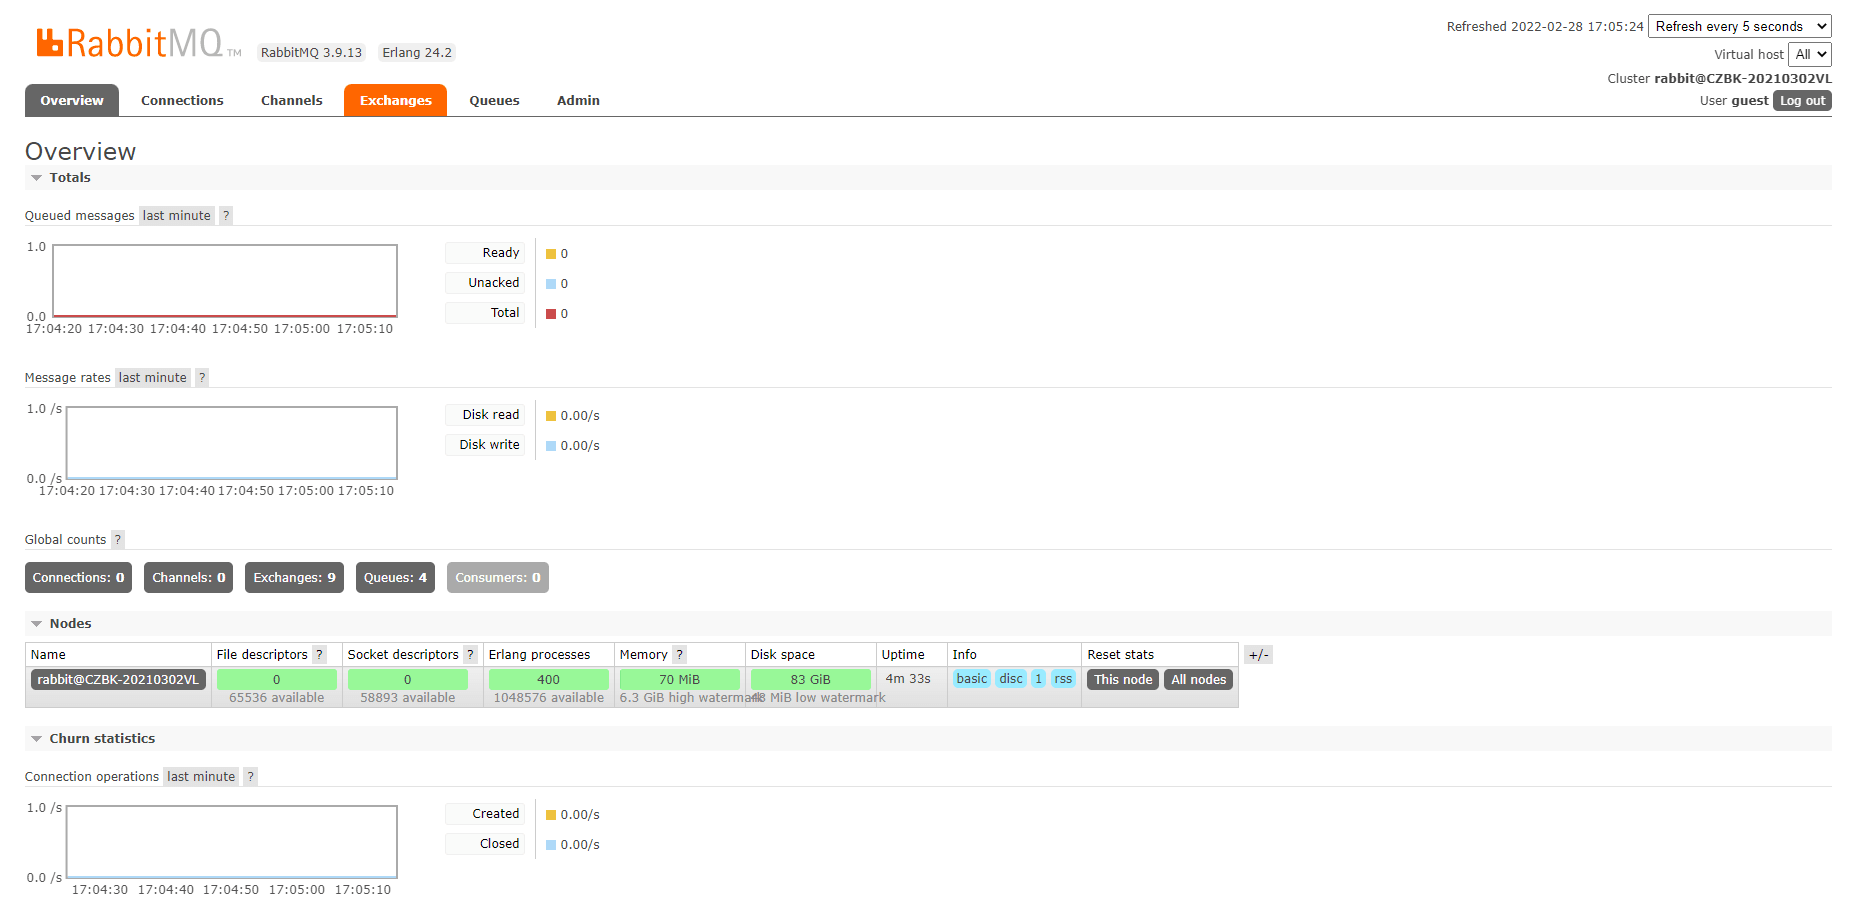 RabbitMQ TM RabbitMQ 3.9.13 Erlang 24.2
Refreshed 2022-02-28 17:05:24 Refresh every 5 seconds
Virtual host All
Cluster rabbit@CZBK-20210302VL
User guest Log out
Overview Connections Channels Exchanges Queues Admin
Overview
Totals
Queued messages last minute ?
1.0
0.0
17:04:20 17:04:30 17:04:40 17:04:50 17:05:00 17:05:10
Ready 0
Unacked 0
Total 0
Message rates last minute ?
1.0 /s
0.0 /s
17:04:20 17:04:30 17:04:40 17:04:50 17:05:00 17:05:10
Disk read 0.00/s
Disk write 0.00/s
Global counts ?
Connections: 0 Channels: 0 Exchanges: 9 Queues: 4 Consumers: 0
Nodes
Name File descriptors ? Socket descriptors ? Erlang processes Memory ? Disk space Uptime Info Reset stats +/-
rabbit@CZBK-20210302VL 0 0 400 70 MiB 83 GiB 4m 33s basic disc 1 rss This node All nodes
65536 available 58893 available 1048576 available 6.3 GiB high watermark 48 MiB low watermark
Churn statistics
Connection operations last minute ?
1.0 /s
0.0 /s
17:04:30 17:04:40 17:04:50 17:05:00 17:05:10
Created 0.00/s
Closed 0.00/s